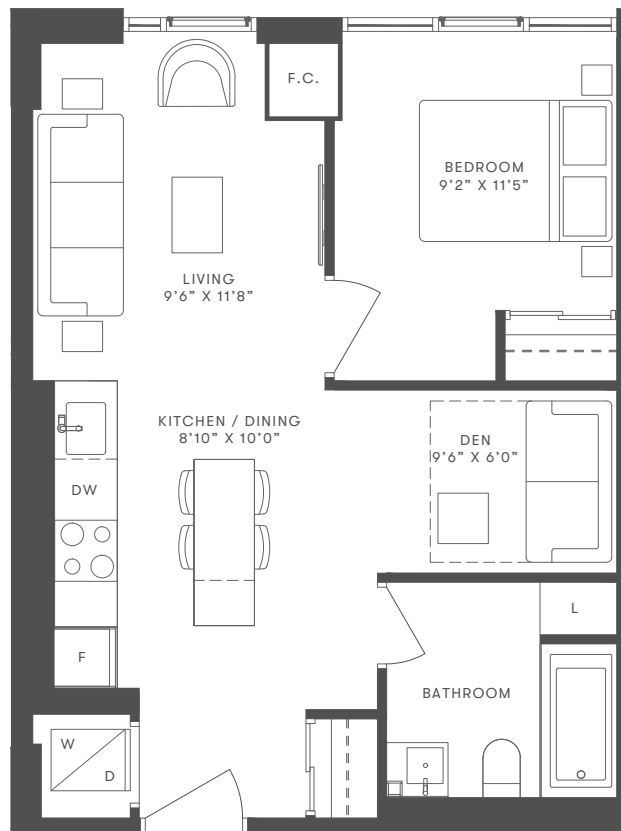 F.C.
BEDROOM
9'2" X 11'5"
LIVING
9'6" X 11'8"
KITCHEN / DINING
8'10" X 10'0"
DEN
9'6" X 6'0"
DW
L
F
BATHROOM
W
D